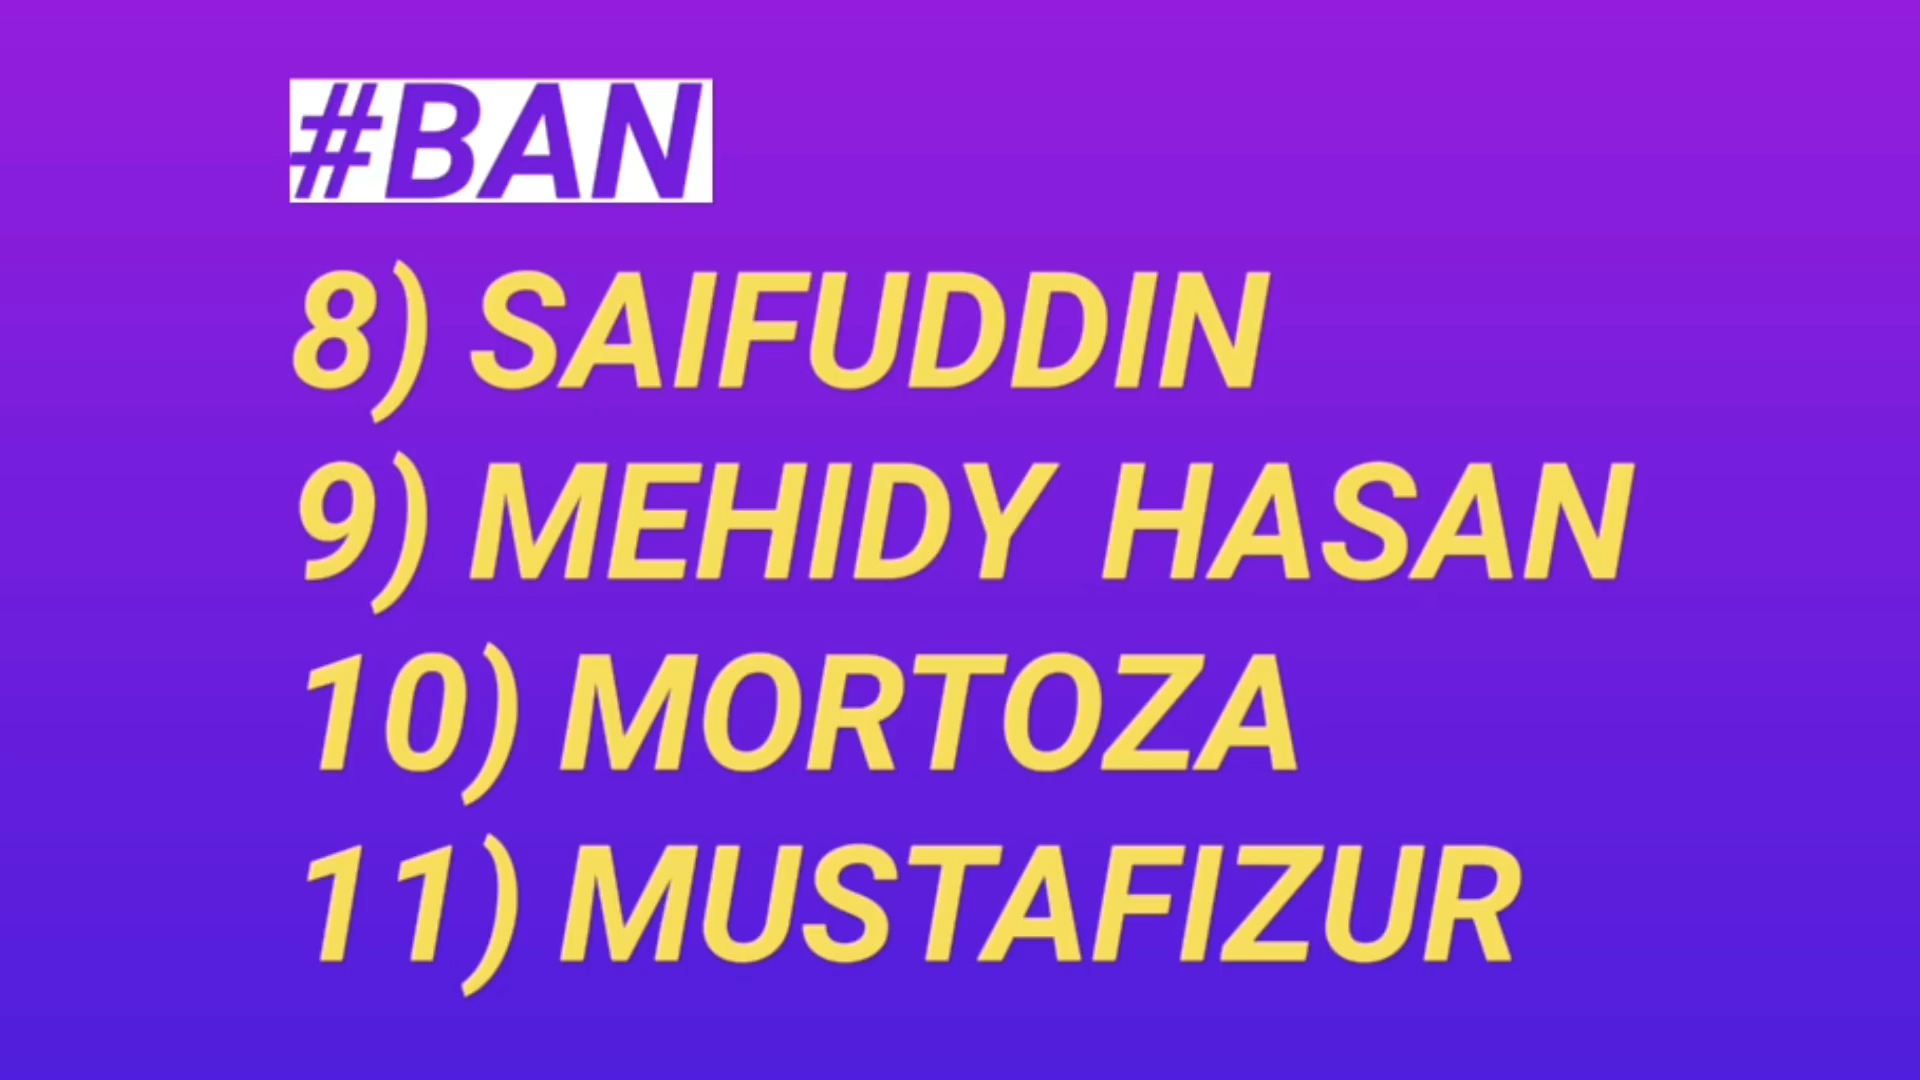 #BAN
8) SAIFUDDIN
9) MEHIDY HASAN
10) MORTOZA
11) MUSTAFIZUR